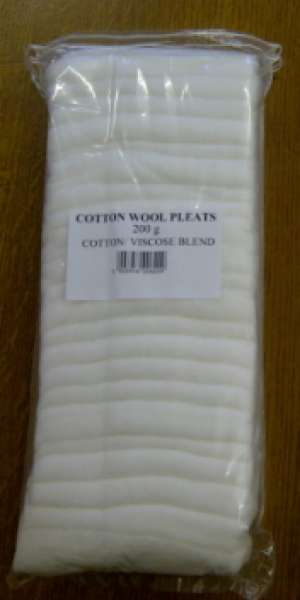 COTTON WOOL PLEATS
200 g
COTTON/ VISCOSE BLEND